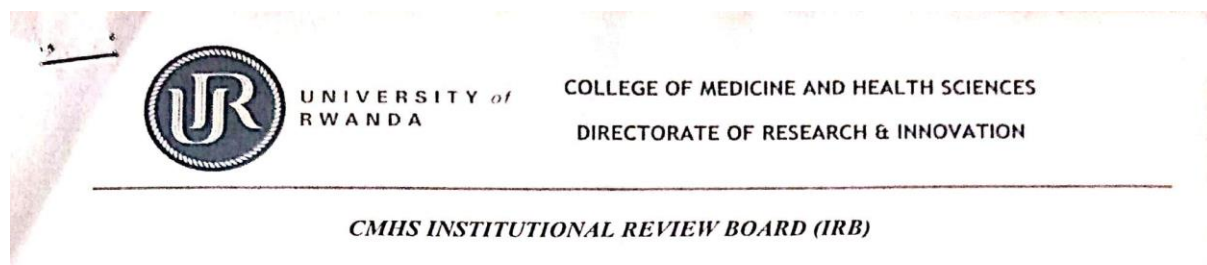 UR
UNIVERSITY of
RWANDA
COLLEGE OF MEDICINE AND HEALTH SCIENCES
DIRECTORATE OF RESEARCH & INNOVATION
CMHS INSTITUTIONAL REVIEW BOARD (IRB)